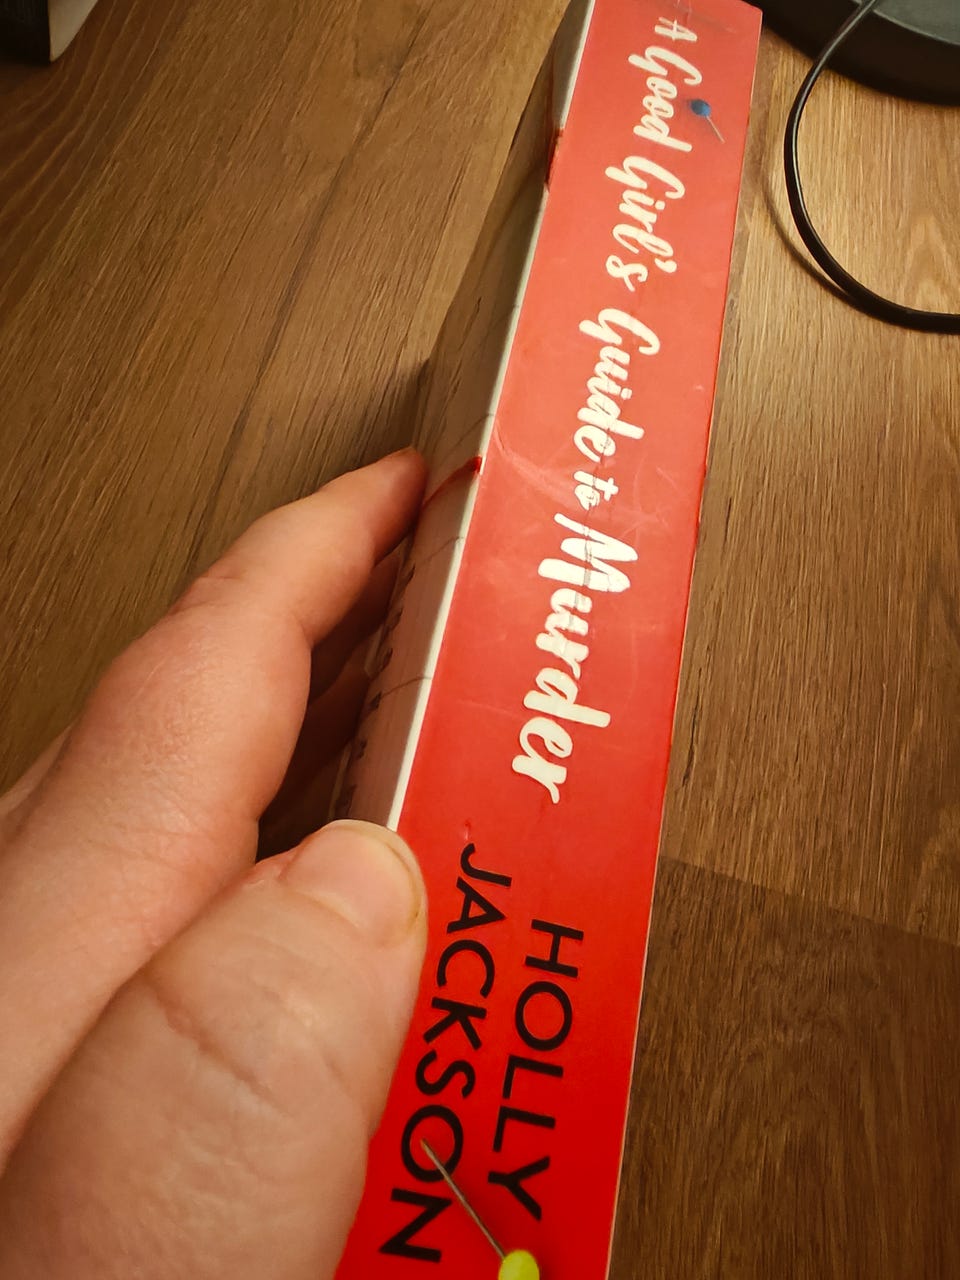 A Good Girl's Guide to Murder
HOLLY
JACKSON